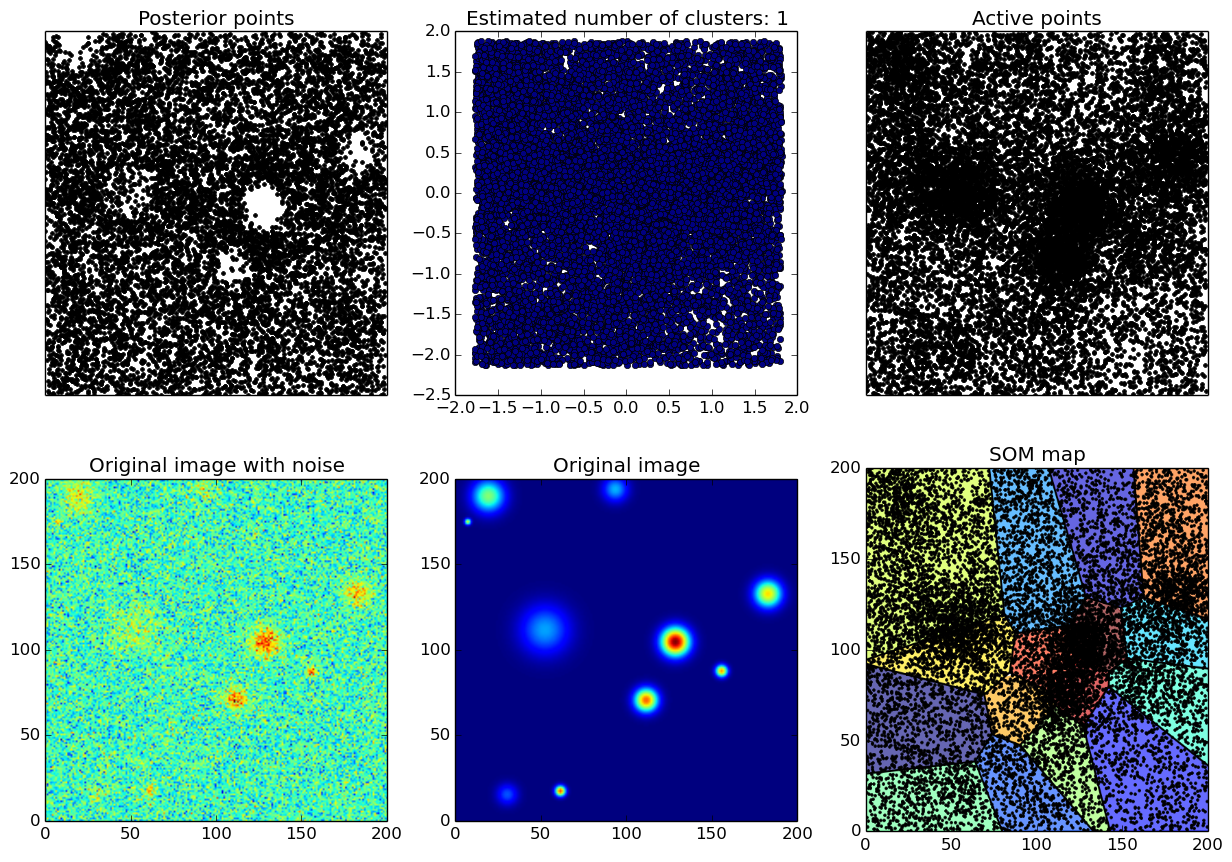 Posterior points
Estimated number of clusters: 1
Active points
2.0
1.5
1.0
0.5
0.0
−0.5
−1.0
−1.5
−2.0
−2.5
−2.0 −1.5 −1.0 −0.5 0.0 0.5 1.0 1.5 2.0
Original image with noise
Original image
SOM map
200
150
100
50
0
0 50 100 150 200
200
150
100
50
0
0 50 100 150 200
200
150
100
50
0
0 50 100 150 200